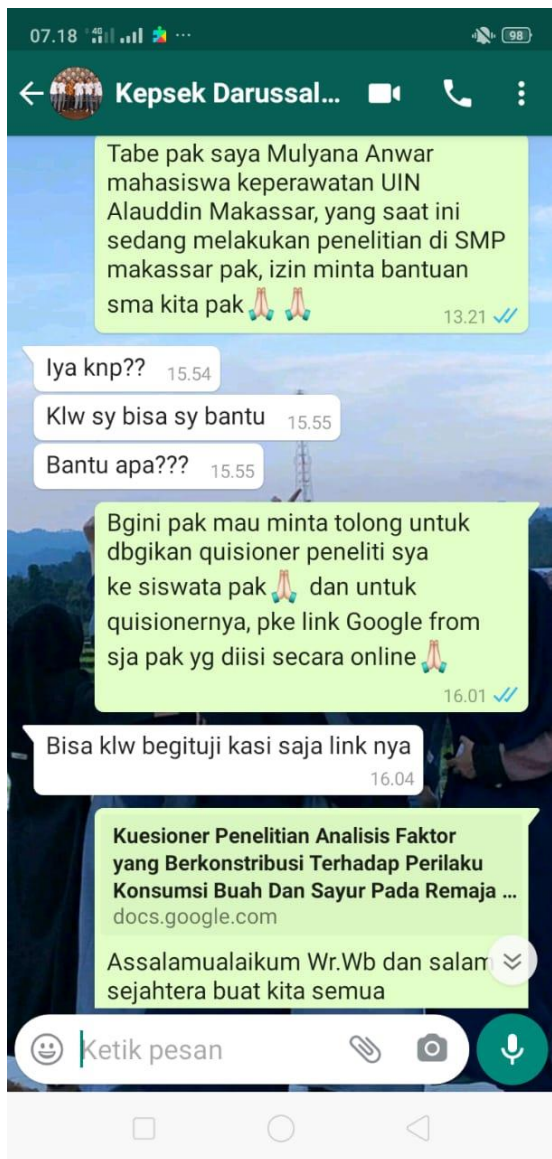 07.18 4G ...
98
Kepsek Darussal...
Tabe pak saya Mulyana Anwar
mahasiswa keperawatan UIN
Alauddin Makassar, yang saat ini
sedang melakukan penelitian di SMP
makassar pak, izin minta bantuan
sma kita pak🙏🏻 🙏🏻
13.21
Iya knp?? 15.54
Klw sy bisa sy bantu 15.55
Bantu apa??? 15.55
Bgini pak mau minta tolong untuk
dbgikan quisioner peneliti sya
ke siswata pak🙏🏻 dan untuk
quisionernya, pke link Google from
sja pak yg diisi secara online🙏🏻
16.01
Bisa klw begituji kasi saja link nya
16.04
Kuesioner Penelitian Analisis Faktor
yang Berkonstribusi Terhadap Perilaku
Konsumsi Buah Dan Sayur Pada Remaja ...
docs.google.com
Assalamualaikum Wr.Wb dan salam
sejahtera buat kita semua
Ketik pesan